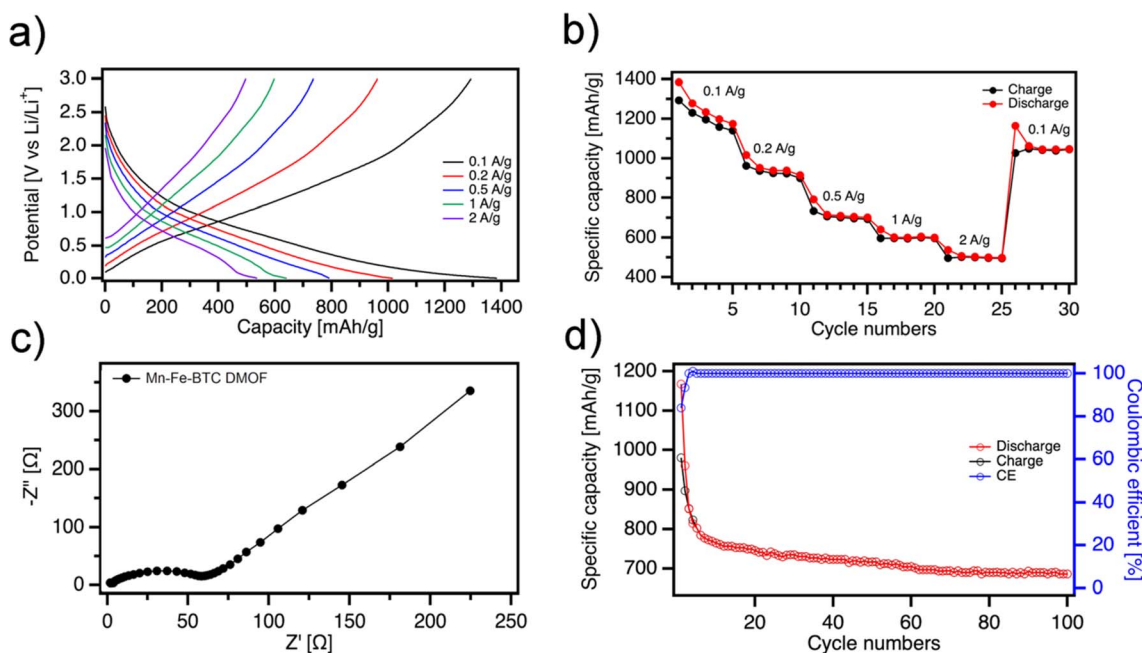 a)
3.0
2.5
2.0
1.5
1.0
0.5
0.0
Potential [V vs Li/Li⁺]
0.1 A/g
0.2 A/g
0.5 A/g
1 A/g
2 A/g
0 200 400 600 800 1000 1200 1400
Capacity [mAh/g]
b)
1400
1200
1000
800
600
400
Specific capacity [mAh/g]
0.1 A/g
0.2 A/g
0.5 A/g
1 A/g
2 A/g
0.1 A/g
Charge
Discharge
0 5 10 15 20 25 30
Cycle numbers
c)
300
200
100
0
-Z" [Ω]
Mn-Fe-BTC DMOF
0 50 100 150 200 250
Z' [Ω]
d)
1200
1100
1000
900
800
700
Specific capacity [mAh/g]
Discharge
Charge
CE
100
80
60
40
20
0
Coulombic efficient [%]
20 40 60 80 100
Cycle numbers